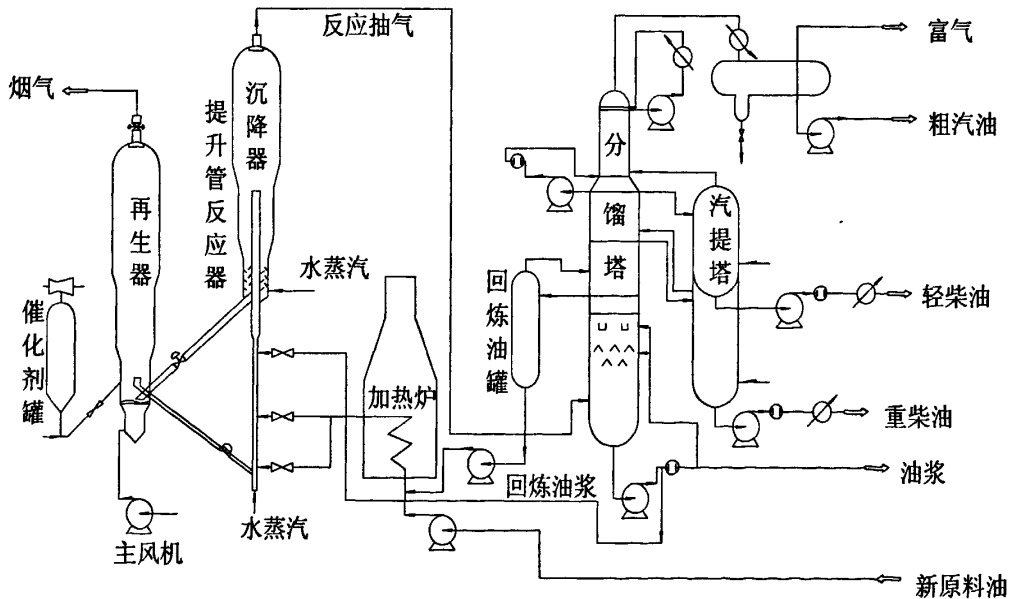 反应抽气
富气
烟气
沉降器
提升管反应器
粗汽油
分馏塔
再生器
汽提塔
水蒸汽
回炼油罐
轻柴油
催化剂罐
加热炉
重柴油
油浆
回炼油浆
水蒸汽
主风机
新原料油